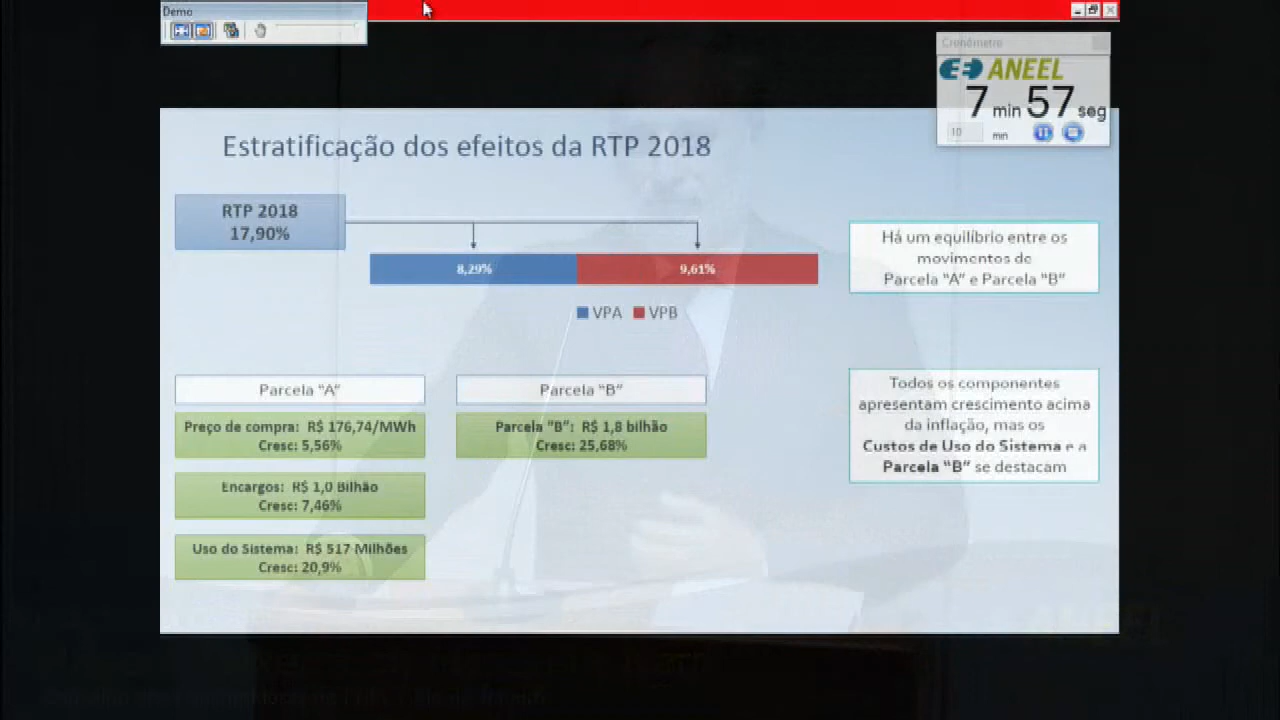 Demo
Cronômetro
ANEEL
7 min 57 seg
10 min
Estratificação dos efeitos da RTP 2018
RTP 2018
17,90%
8,29%
9,61%
VPA
VPB
Há um equilíbrio entre os
movimentos de
Parcela “A” e Parcela “B”
Parcela “A”
Preço de compra: R$ 176,74/MWh
Cresc: 5,56%
Encargos: R$ 1,0 Bilhão
Cresc: 7,46%
Uso do Sistema: R$ 517 Milhões
Cresc: 20,9%
Parcela “B”
Parcela “B”: R$ 1,8 bilhão
Cresc: 25,68%
Todos os componentes
apresentam crescimento acima
da inflação, mas os
Custos de Uso do Sistema e a
Parcela “B” se destacam
ANEEL